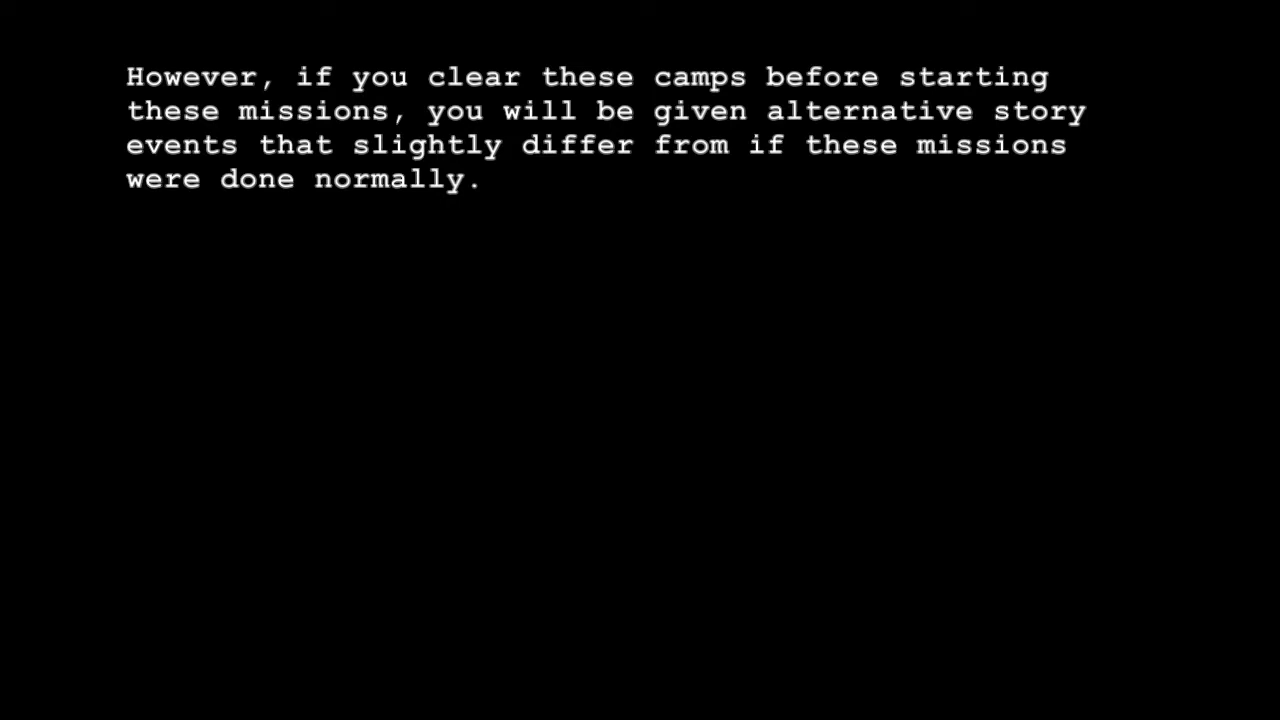 However, if you clear these camps before starting
these missions, you will be given alternative story
events that slightly differ from if these missions
were done normally.